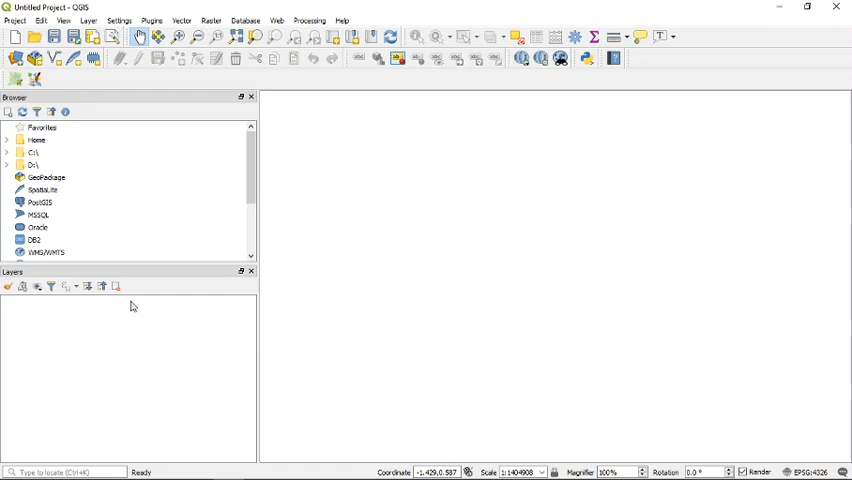 Untitled Project - QGIS
Project Edit View Layer Settings Plugins Vector Raster Database Web Processing Help
Browser
Favorites
Home
C:\
D:\
GeoPackage
SpatiaLite
PostGIS
MSSQL
Oracle
DB2
WMS/WMTS
Layers
Type to locate (Ctrl+K) Ready Coordinate -1.429,0.587 Scale 1:1404908 Magnifier 100% Rotation 0.0 ° Render EPSG:4326